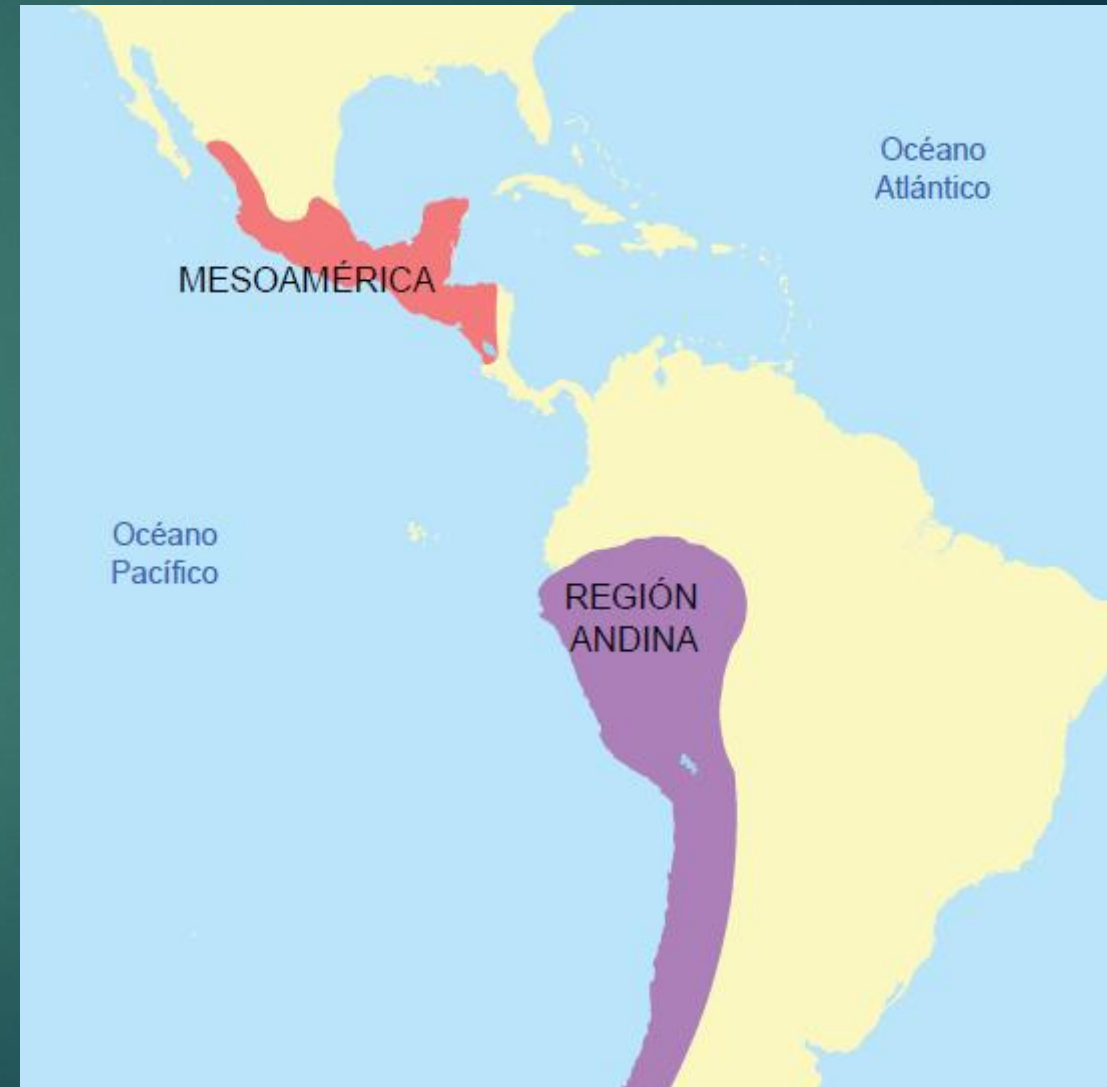 Océano
Atlántico
MESOAMÉRICA
Océano
Pacífico
REGIÓN
ANDINA